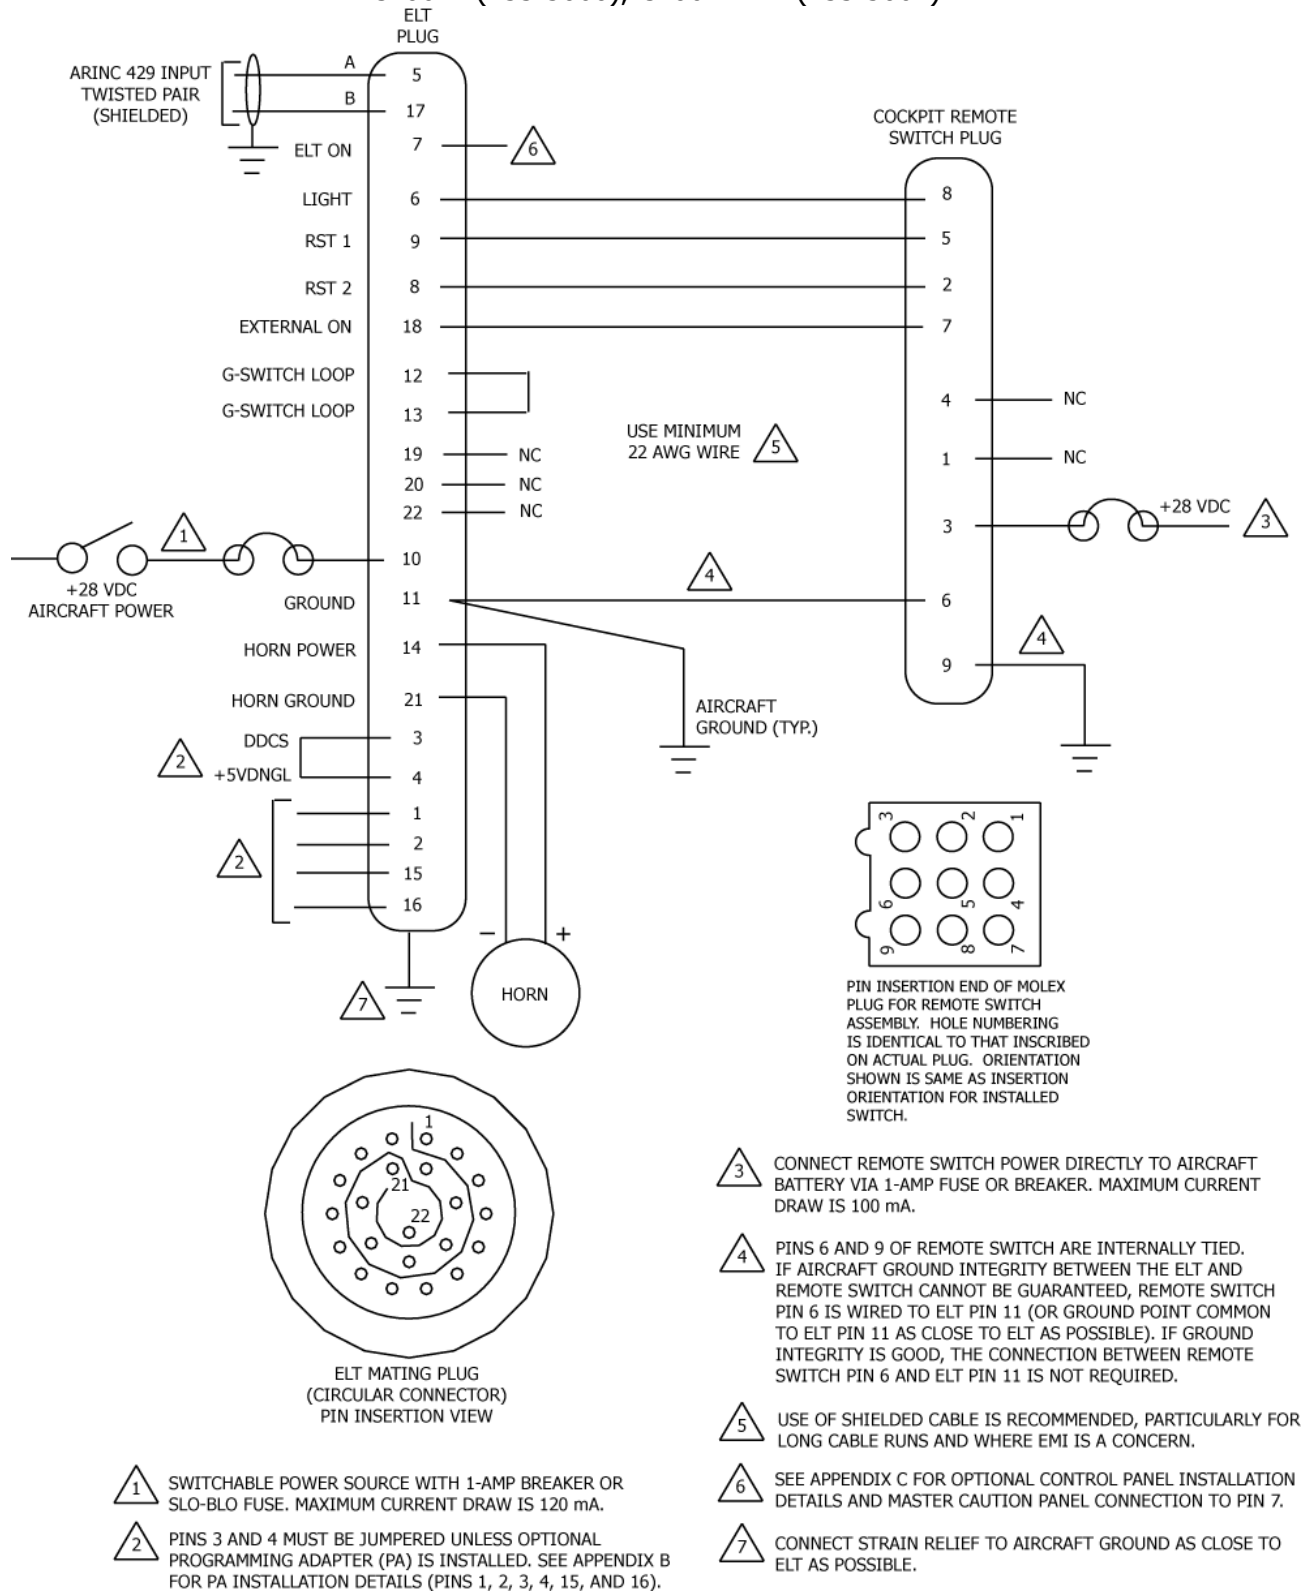 ELT
PLUG
ARINC 429 INPUT
TWISTED PAIR
(SHIELDED)
A
5
B
17
ELT ON
7
6
LIGHT
6
RST 1
9
RST 2
8
EXTERNAL ON
18
G-SWITCH LOOP
12
G-SWITCH LOOP
13
19
NC
20
NC
22
NC
1
+28 VDC
AIRCRAFT POWER
10
GROUND
11
HORN POWER
14
HORN GROUND
21
DDCS
3
2
+5VDNGL
4
1
2
2
15
16
7
−
+
HORN
USE MINIMUM
22 AWG WIRE
5
4
AIRCRAFT
GROUND (TYP.)
COCKPIT REMOTE
SWITCH PLUG
8
5
2
7
4
NC
1
NC
3
+28 VDC
3
6
4
9
3
2
1
6
5
4
9
8
7
PIN INSERTION END OF MOLEX
PLUG FOR REMOTE SWITCH
ASSEMBLY. HOLE NUMBERING
IS IDENTICAL TO THAT INSCRIBED
ON ACTUAL PLUG. ORIENTATION
SHOWN IS SAME AS INSERTION
ORIENTATION FOR INSTALLED
SWITCH.
1
21
22
ELT MATING PLUG
(CIRCULAR CONNECTOR)
PIN INSERTION VIEW
1
SWITCHABLE POWER SOURCE WITH 1-AMP BREAKER OR
SLO-BLO FUSE. MAXIMUM CURRENT DRAW IS 120 mA.
2
PINS 3 AND 4 MUST BE JUMPERED UNLESS OPTIONAL
PROGRAMMING ADAPTER (PA) IS INSTALLED. SEE APPENDIX B
FOR PA INSTALLATION DETAILS (PINS 1, 2, 3, 4, 15, AND 16).
3
CONNECT REMOTE SWITCH POWER DIRECTLY TO AIRCRAFT
BATTERY VIA 1-AMP FUSE OR BREAKER. MAXIMUM CURRENT
DRAW IS 100 mA.
4
PINS 6 AND 9 OF REMOTE SWITCH ARE INTERNALLY TIED.
IF AIRCRAFT GROUND INTEGRITY BETWEEN THE ELT AND
REMOTE SWITCH CANNOT BE GUARANTEED, REMOTE SWITCH
PIN 6 IS WIRED TO ELT PIN 11 (OR GROUND POINT COMMON
TO ELT PIN 11 AS CLOSE TO ELT AS POSSIBLE). IF GROUND
INTEGRITY IS GOOD, THE CONNECTION BETWEEN REMOTE
SWITCH PIN 6 AND ELT PIN 11 IS NOT REQUIRED.
5
USE OF SHIELDED CABLE IS RECOMMENDED, PARTICULARLY FOR
LONG CABLE RUNS AND WHERE EMI IS A CONCERN.
6
SEE APPENDIX C FOR OPTIONAL CONTROL PANEL INSTALLATION
DETAILS AND MASTER CAUTION PANEL CONNECTION TO PIN 7.
7
CONNECT STRAIN RELIEF TO AIRCRAFT GROUND AS CLOSE TO
ELT AS POSSIBLE.